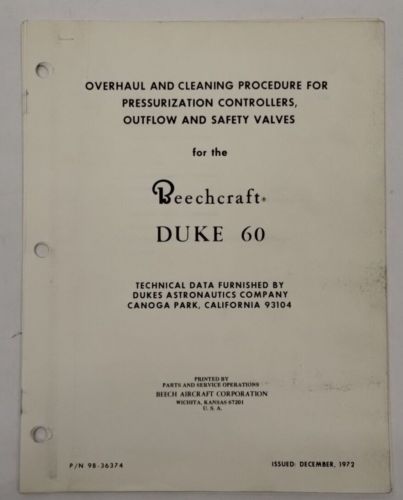 OVERHAUL AND CLEANING PROCEDURE FOR
PRESSURIZATION CONTROLLERS,
OUTFLOW AND SAFETY VALVES
for the
Beechcraft®
DUKE 60
TECHNICAL DATA FURNISHED BY
DUKES ASTRONAUTICS COMPANY
CANOGA PARK, CALIFORNIA 93104
PRINTED BY
PARTS AND SERVICE OPERATIONS
BEECH AIRCRAFT CORPORATION
WICHITA, KANSAS 67201
U. S. A.
P/N 98-36374
ISSUED: DECEMBER, 1972